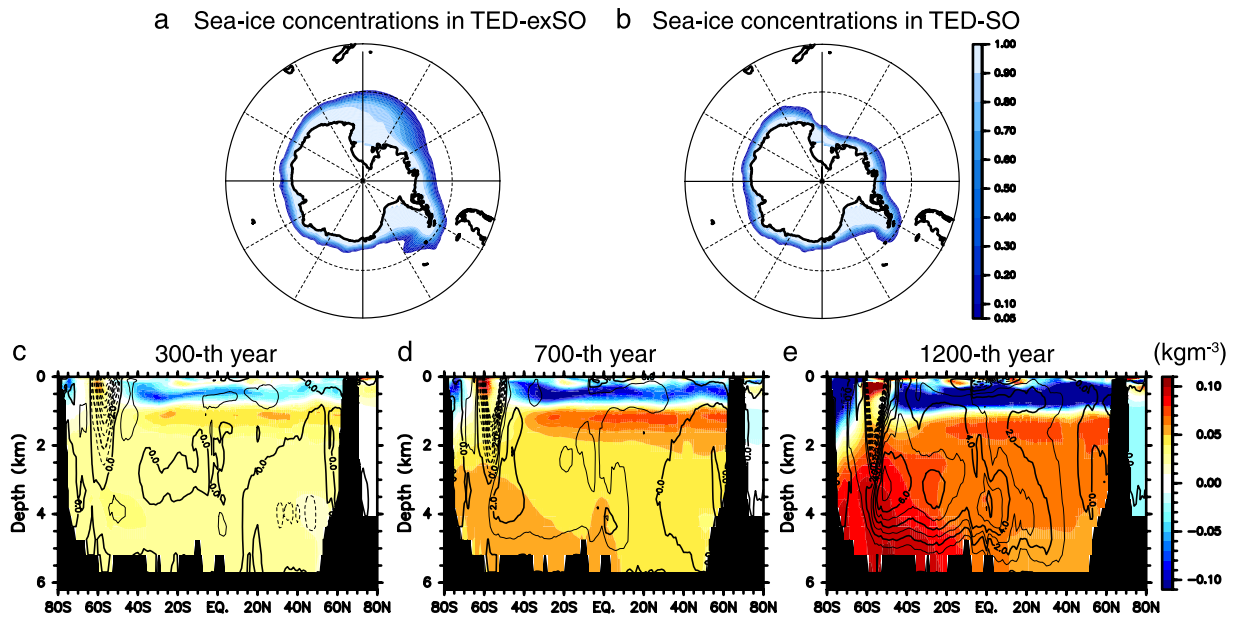 a Sea-ice concentrations in TED-exSO
b Sea-ice concentrations in TED-SO
1.00
0.90
0.80
0.70
0.60
0.50
0.40
0.30
0.20
0.10
0.05
c 300-th year
d 700-th year
e 1200-th year
(kgm⁻³)
Depth (km)
0
2
4
6
80S 60S 40S 20S EQ. 20N 40N 60N 80N
Depth (km)
0
2
4
6
80S 60S 40S 20S EQ. 20N 40N 60N 80N
Depth (km)
0
2
4
6
80S 60S 40S 20S EQ. 20N 40N 60N 80N
0.10
0.05
0.00
−0.05
−0.10